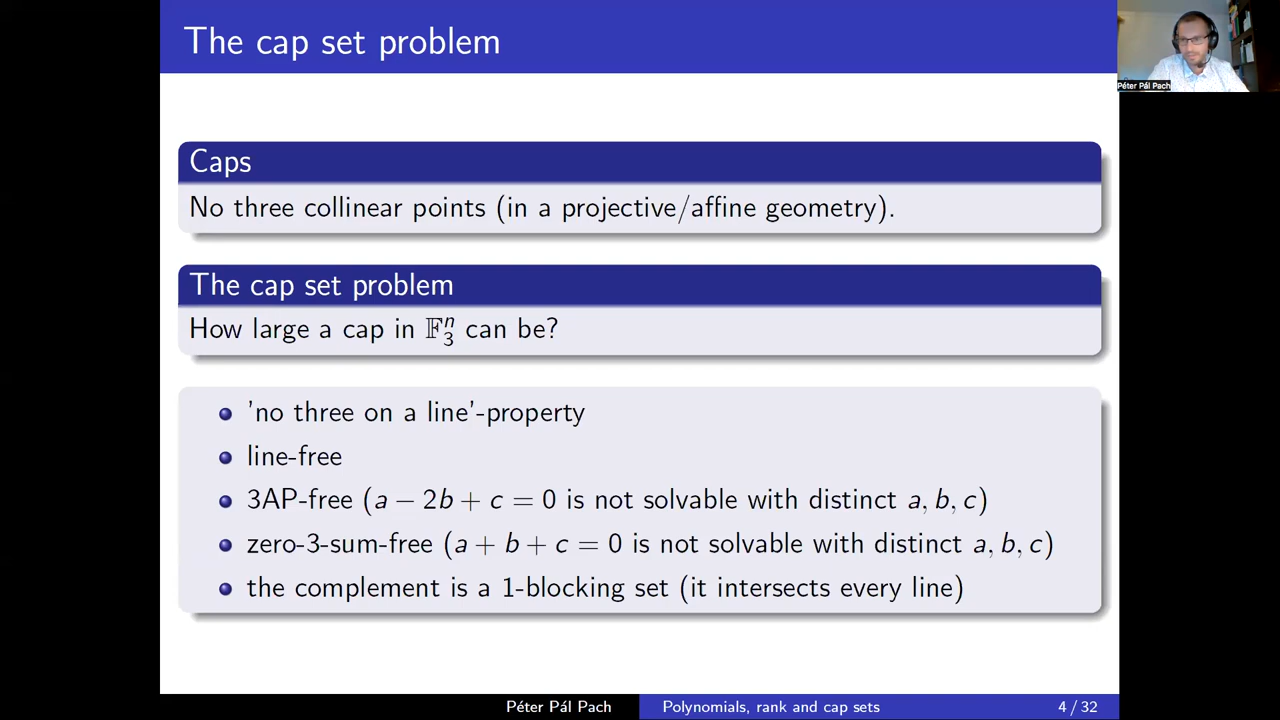 The cap set problem
Péter Pál Pach
Caps
No three collinear points (in a projective/affine geometry).
The cap set problem
How large a cap in 𝔽₃ⁿ can be?
'no three on a line'-property
line-free
3AP-free (a − 2b + c = 0 is not solvable with distinct a, b, c)
zero-3-sum-free (a + b + c = 0 is not solvable with distinct a, b, c)
the complement is a 1-blocking set (it intersects every line)
Péter Pál Pach Polynomials, rank and cap sets 4 / 32